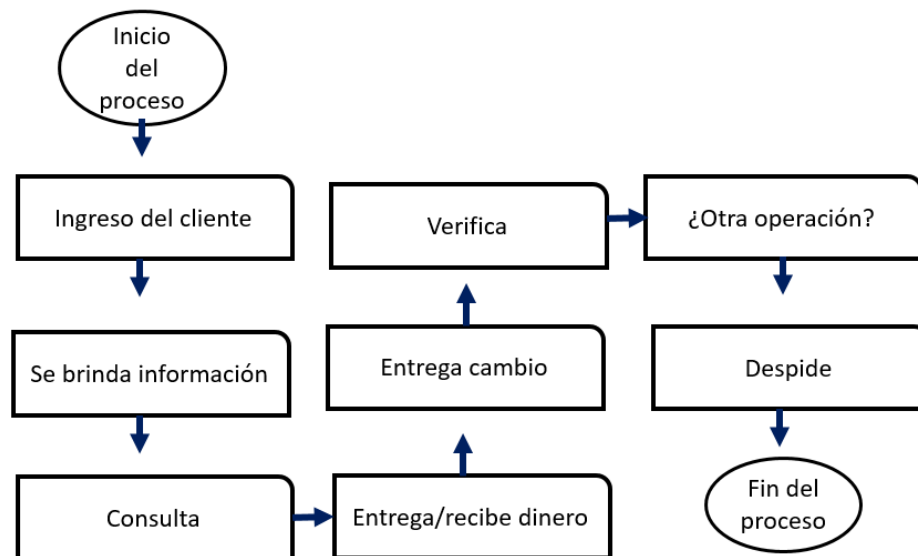 Inicio
del
proceso
Ingreso del cliente
Se brinda información
Consulta
Entrega/recibe dinero
Entrega cambio
Verifica
¿Otra operación?
Despide
Fin del
proceso